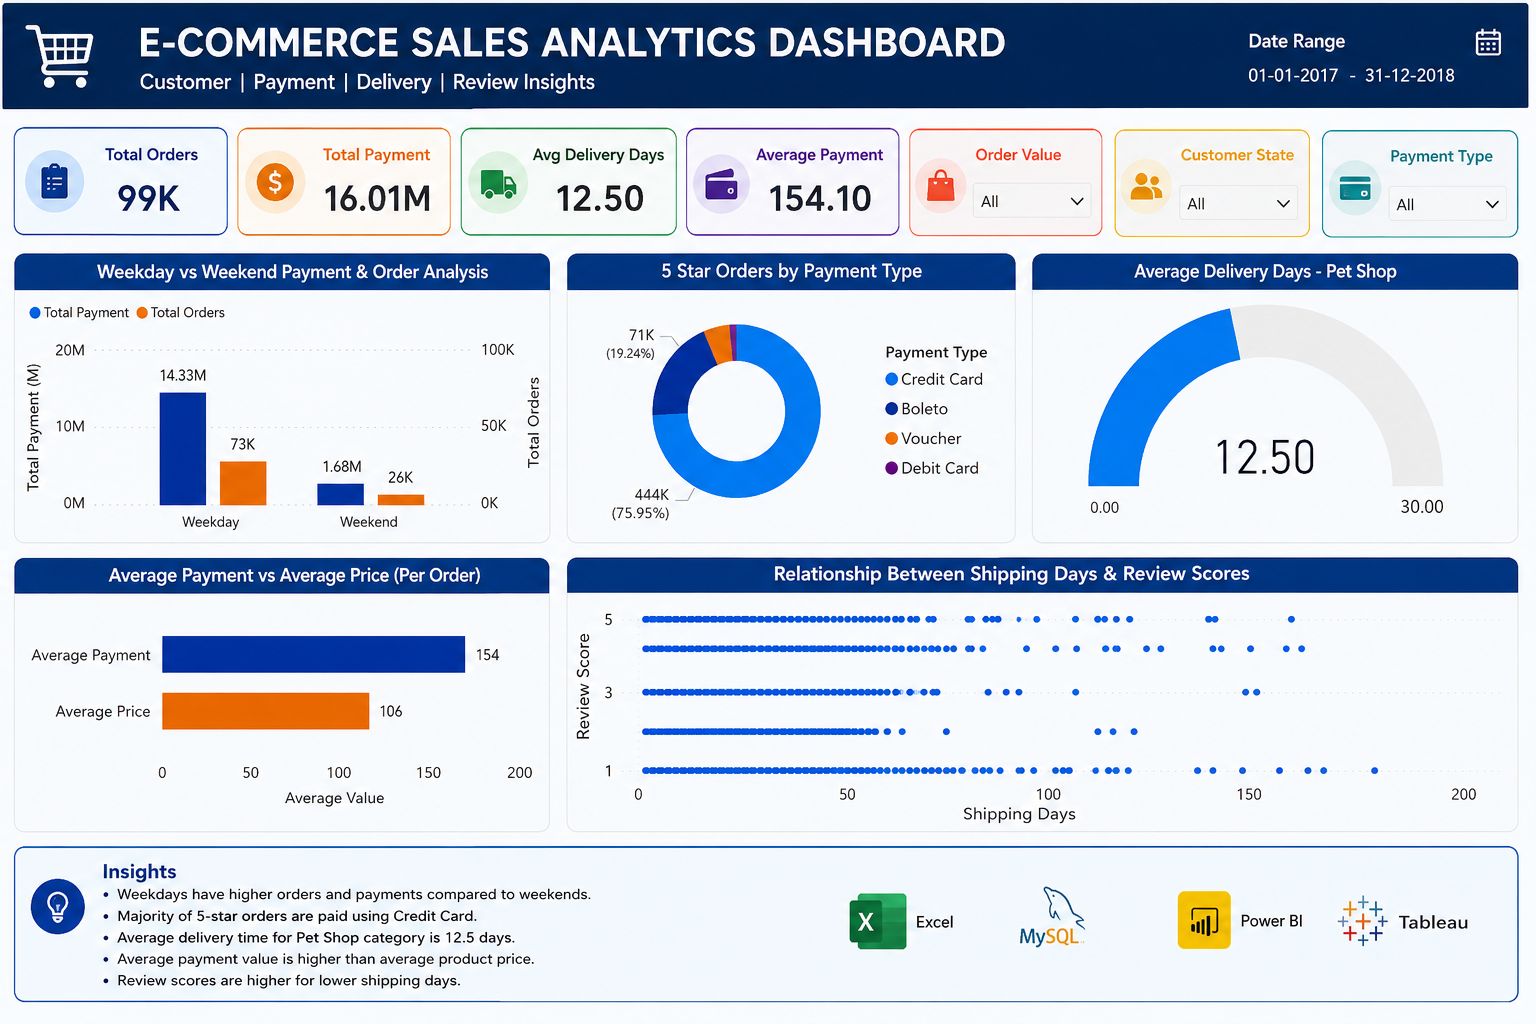 E-COMMERCE SALES ANALYTICS DASHBOARD
Customer | Payment | Delivery | Review Insights
Date Range
01-01-2017 - 31-12-2018
Total Orders
99K
Total Payment
16.01M
Avg Delivery Days
12.50
Average Payment
154.10
Order Value
All
Customer State
All
Payment Type
All
Weekday vs Weekend Payment & Order Analysis
Total Payment Total Orders
Total Payment (M)
20M
10M
0M
14.33M
73K
1.68M
26K
100K
50K
0K
Total Orders
Weekday
Weekend
5 Star Orders by Payment Type
71K
(19.24%)
444K
(75.95%)
Payment Type
Credit Card
Boleto
Voucher
Debit Card
Average Delivery Days - Pet Shop
12.50
0.00
30.00
Average Payment vs Average Price (Per Order)
Average Payment
154
Average Price
106
0 50 100 150 200
Average Value
Relationship Between Shipping Days & Review Scores
Review Score
5
3
1
0 50 100 150 200
Shipping Days
Insights
• Weekdays have higher orders and payments compared to weekends.
• Majority of 5-star orders are paid using Credit Card.
• Average delivery time for Pet Shop category is 12.5 days.
• Average payment value is higher than average product price.
• Review scores are higher for lower shipping days.
X
Excel
MySQL
Power BI
Tableau